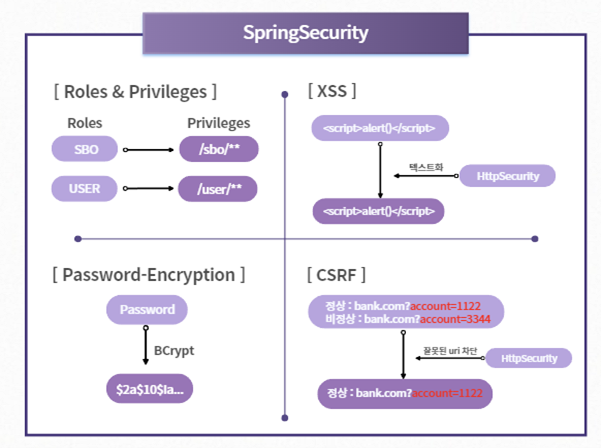 SpringSecurity
[ Roles & Privileges ]
Roles
Privileges
SBO
/sbo/**
USER
/user/**
[ XSS ]
<script>alert()</script>
텍스트화
HttpSecurity
<script>alert()</script>
[ Password-Encryption ]
Password
BCrypt
$2a$10$Ia...
[ CSRF ]
정상 : bank.com?account=1122
비정상 : bank.com?account=3344
잘못된 uri 차단
HttpSecurity
정상 : bank.com?account=1122